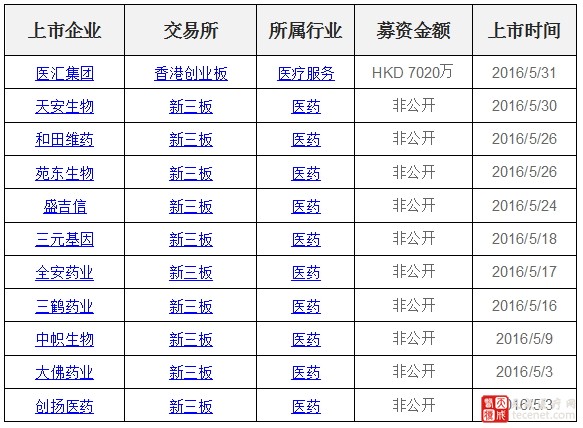 上市企业 交易所 所属行业 募资金额 上市时间
医汇集团 香港创业板 医疗服务 HKD 7020万 2016/5/31
天安生物 新三板 医药 非公开 2016/5/30
和田维药 新三板 医药 非公开 2016/5/26
苑东生物 新三板 医药 非公开 2016/5/26
盛吉信 新三板 医药 非公开 2016/5/24
三元基因 新三板 医药 非公开 2016/5/18
全安药业 新三板 医药 非公开 2016/5/17
三鹤药业 新三板 医药 非公开 2016/5/16
中帜生物 新三板 医药 非公开 2016/5/9
大佛药业 新三板 医药 非公开 2016/5/3
创扬医药 新三板 医药 非公开 2016/5/3
fecenet.com